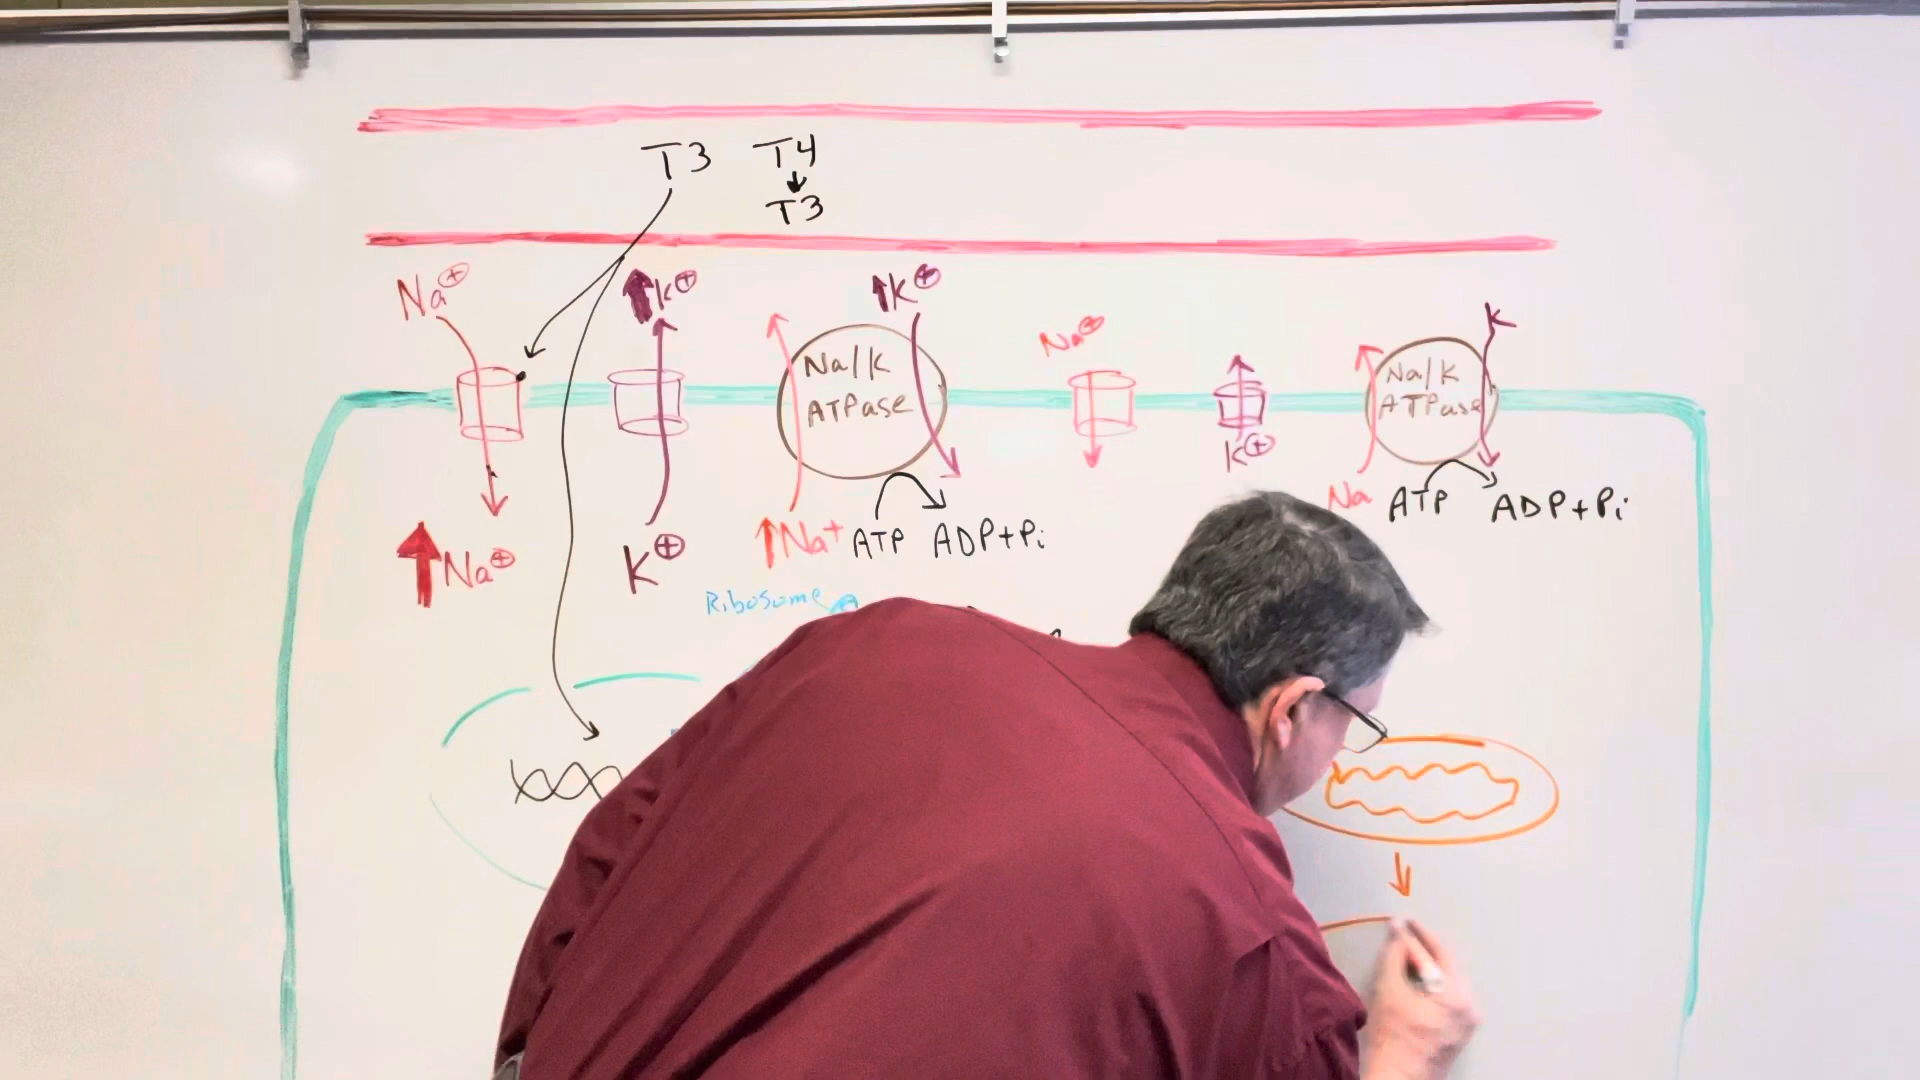 T3 T4
T3
Na⊕ ↑K⊕ ↑K⊕ Na⊕ K
Na/K
ATPase
Na/K
ATPase
K⊕
↑Na⊕ K⊕ ↑Na+ ATP ADP+Pi
Na ATP ADP+Pi
Ribosome